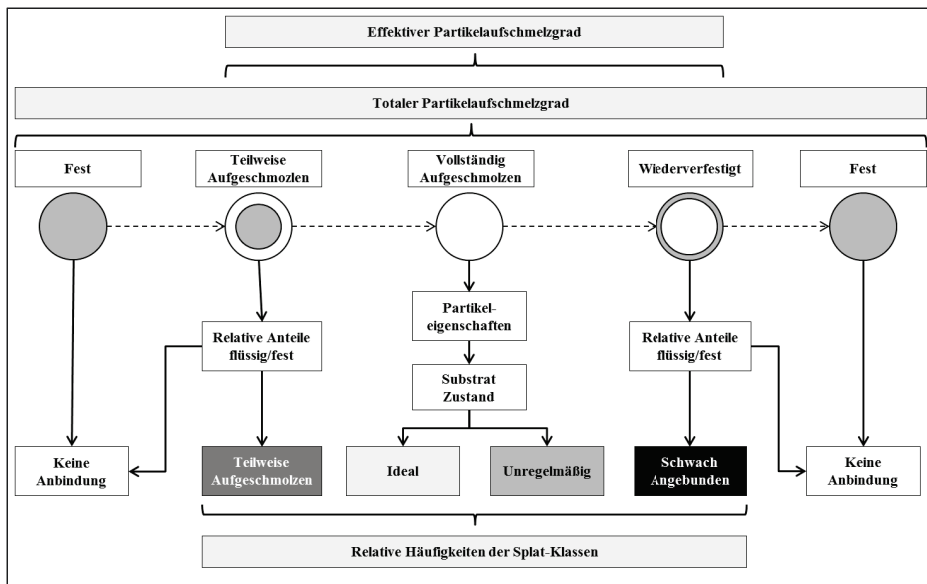 Effektiver Partikelaufschmelzgrad
Totaler Partikelaufschmelzgrad
Fest
Teilweise
Aufgeschmozlen
Vollständig
Aufgeschmolzen
Wiederverfestigt
Fest
Partikel-
eigenschaften
Relative Anteile
flüssig/fest
Relative Anteile
flüssig/fest
Substrat
Zustand
Keine
Anbindung
Teilweise
Aufgeschmolzen
Ideal
Unregelmäßig
Schwach
Angebunden
Keine
Anbindung
Relative Häufigkeiten der Splat-Klassen